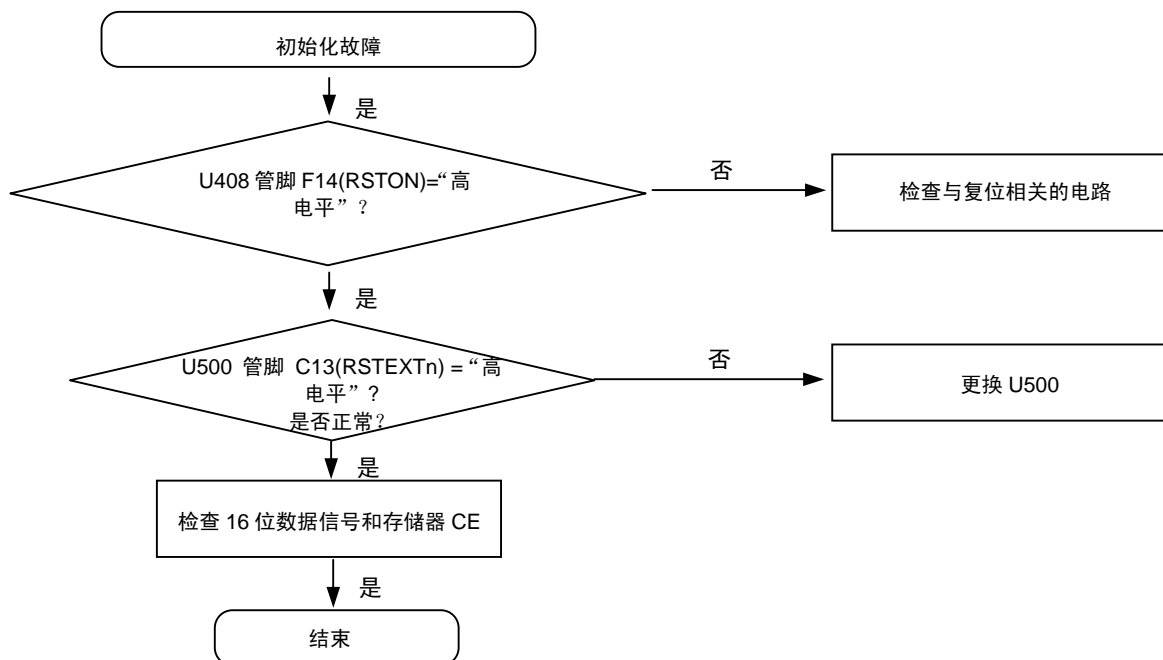 初始化故障
是
U408 管脚 F14(RSTON)=“高
电平”？
否
检查与复位相关的电路
是
U500 管脚 C13(RSTEXTn) =“高
电平”?
是否正常?
否
更换 U500
是
检查 16 位数据信号和存储器 CE
是
结束